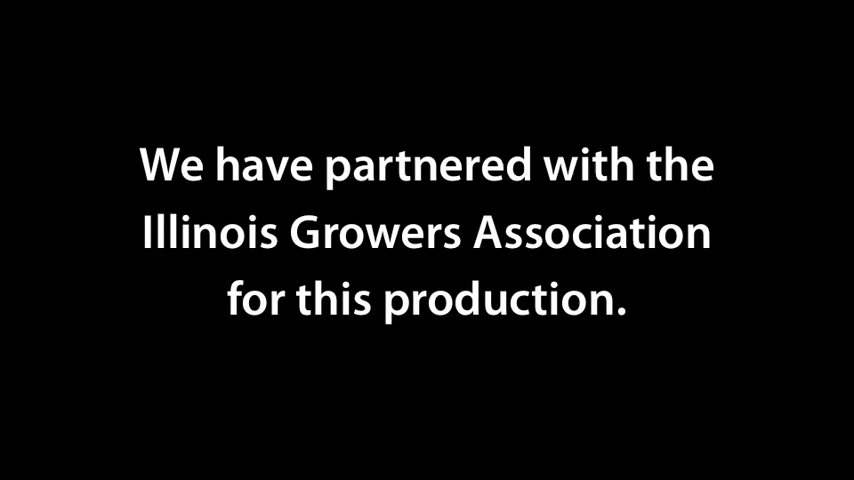 We have partnered with the
Illinois Growers Association
for this production.